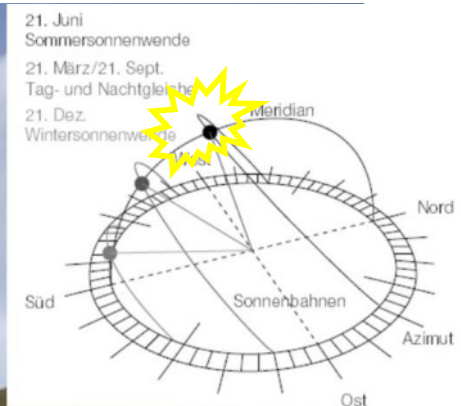 21. Juni
Sommersonnenwende
21. März/21. Sept.
Tag- und Nachtgleiche
21. Dez.
Wintersonnenwende
Meridian
West
Nord
Süd
Sonnenbahnen
Azimut
Ost